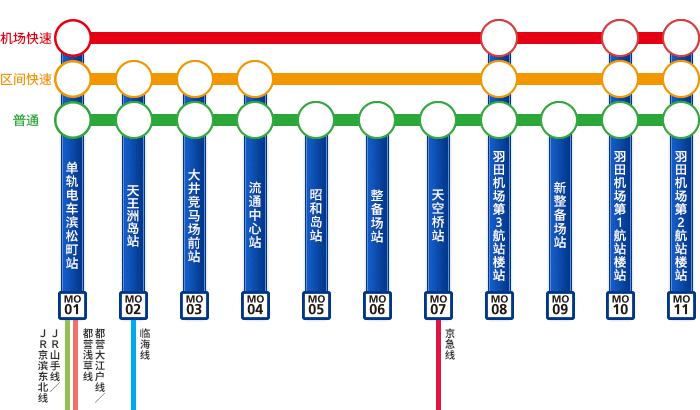 机场快速
区间快速
普通
单轨电车滨松町站
天王洲岛站
大井竞马场前站
流通中心站
昭和岛站
整备场站
天空桥站
羽田机场第3航站楼站
新整备场站
羽田机场第1航站楼站
羽田机场第2航站楼站
MO
01
MO
02
MO
03
MO
04
MO
05
MO
06
MO
07
MO
08
MO
09
MO
10
MO
11
JR山手线／
JR京滨东北线
都营大江户线／
都营浅草线
临海线
京急线